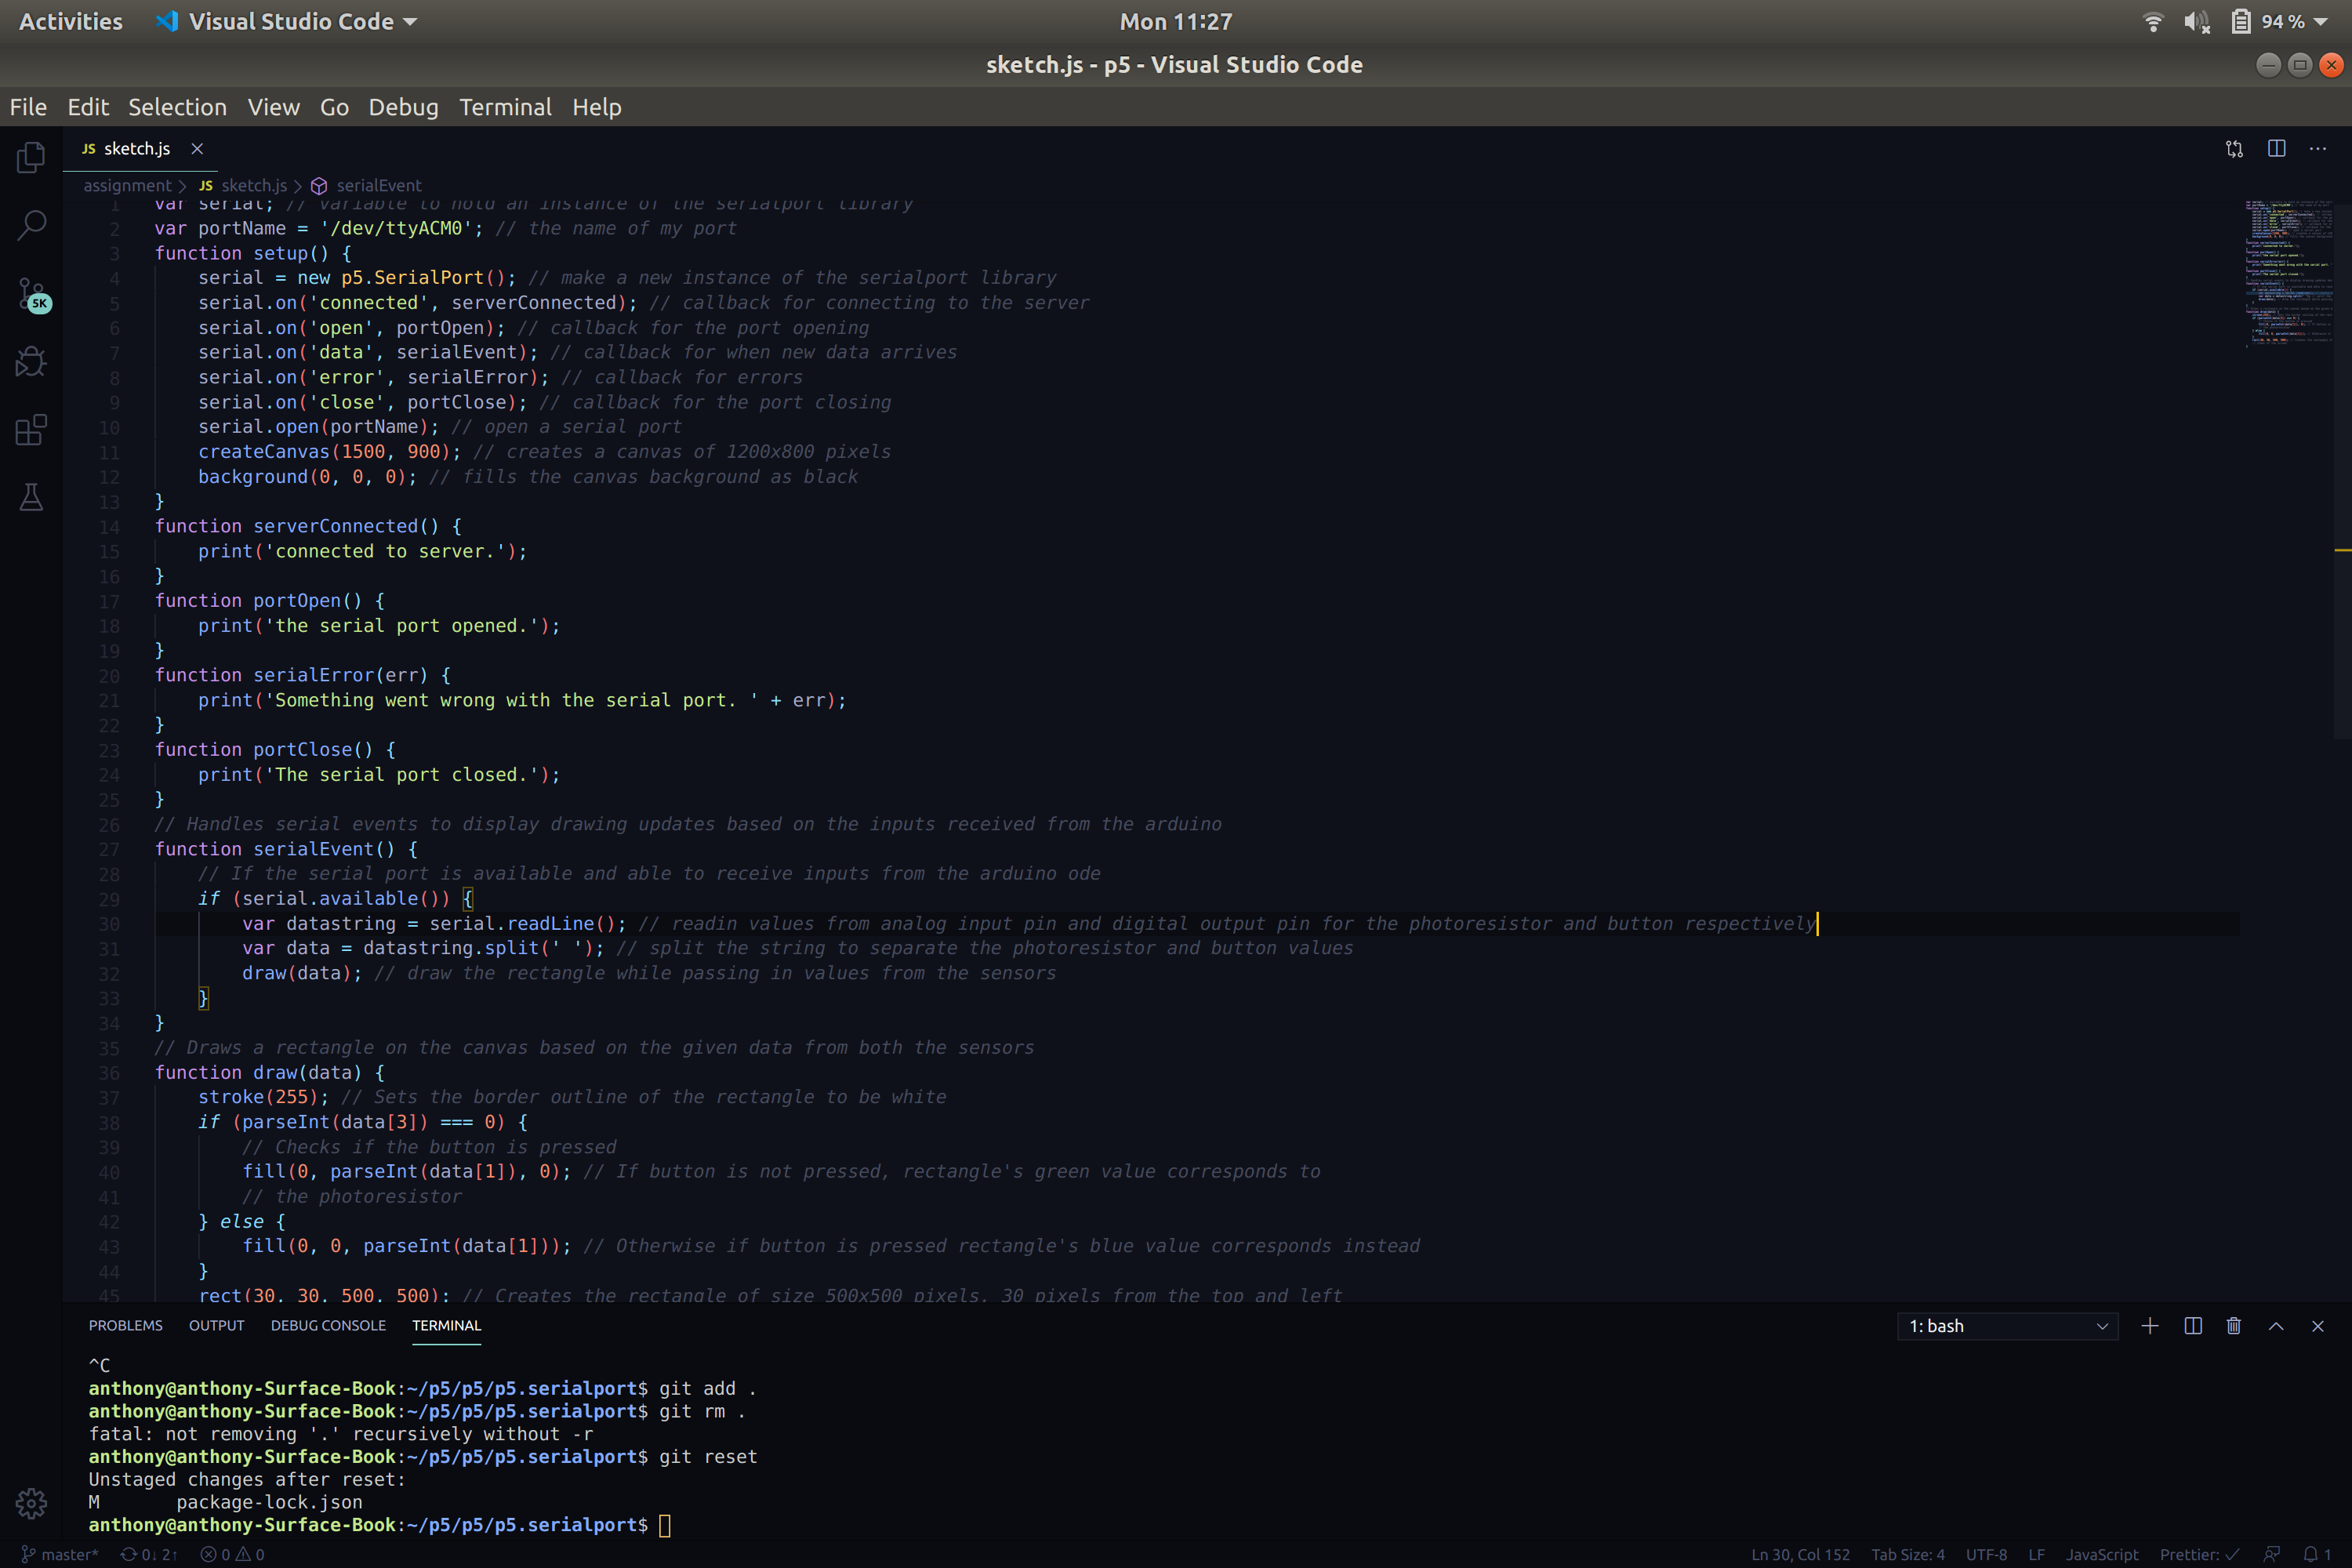 Activities Visual Studio Code Mon 11:27 94 %
sketch.js - p5 - Visual Studio Code
File Edit Selection View Go Debug Terminal Help
JS sketch.js
assignment > JS sketch.js > serialEvent
5K
1 var serial; // variable to hold an instance of the serialport library
2 var portName = '/dev/ttyACM0'; // the name of my port
3 function setup() {
4 serial = new p5.SerialPort(); // make a new instance of the serialport library
5 serial.on('connected', serverConnected); // callback for connecting to the server
6 serial.on('open', portOpen); // callback for the port opening
7 serial.on('data', serialEvent); // callback for when new data arrives
8 serial.on('error', serialError); // callback for errors
9 serial.on('close', portClose); // callback for the port closing
10 serial.open(portName); // open a serial port
11 createCanvas(1500, 900); // creates a canvas of 1200x800 pixels
12 background(0, 0, 0); // fills the canvas background as black
13 }
14 function serverConnected() {
15 print('connected to server.');
16 }
17 function portOpen() {
18 print('the serial port opened.');
19 }
20 function serialError(err) {
21 print('Something went wrong with the serial port. ' + err);
22 }
23 function portClose() {
24 print('The serial port closed.');
25 }
26 // Handles serial events to display drawing updates based on the inputs received from the arduino
27 function serialEvent() {
28 // If the serial port is available and able to receive inputs from the arduino ode
29 if (serial.available()) {
30 var datastring = serial.readLine(); // readin values from analog input pin and digital output pin for the photoresistor and button respectively
31 var data = datastring.split(' '); // split the string to separate the photoresistor and button values
32 draw(data); // draw the rectangle while passing in values from the sensors
33 }
34 }
35 // Draws a rectangle on the canvas based on the given data from both the sensors
36 function draw(data) {
37 stroke(255); // Sets the border outline of the rectangle to be white
38 if (parseInt(data[3]) === 0) {
39 // Checks if the button is pressed
40 fill(0, parseInt(data[1]), 0); // If button is not pressed, rectangle's green value corresponds to
41 // the photoresistor
42 } else {
43 fill(0, 0, parseInt(data[1])); // Otherwise if button is pressed rectangle's blue value corresponds instead
44 }
45 rect(30, 30, 500, 500); // Creates the rectangle of size 500x500 pixels, 30 pixels from the top and left
PROBLEMS OUTPUT DEBUG CONSOLE TERMINAL 1: bash
^C
anthony@anthony-Surface-Book:~/p5/p5/p5.serialport$ git add .
anthony@anthony-Surface-Book:~/p5/p5/p5.serialport$ git rm .
fatal: not removing '.' recursively without -r
anthony@anthony-Surface-Book:~/p5/p5/p5.serialport$ git reset
Unstaged changes after reset:
M package-lock.json
anthony@anthony-Surface-Book:~/p5/p5/p5.serialport$
master* 0↓ 2↑ 0 0 Ln 30, Col 152 Tab Size: 4 UTF-8 LF JavaScript Prettier: ✓ 1